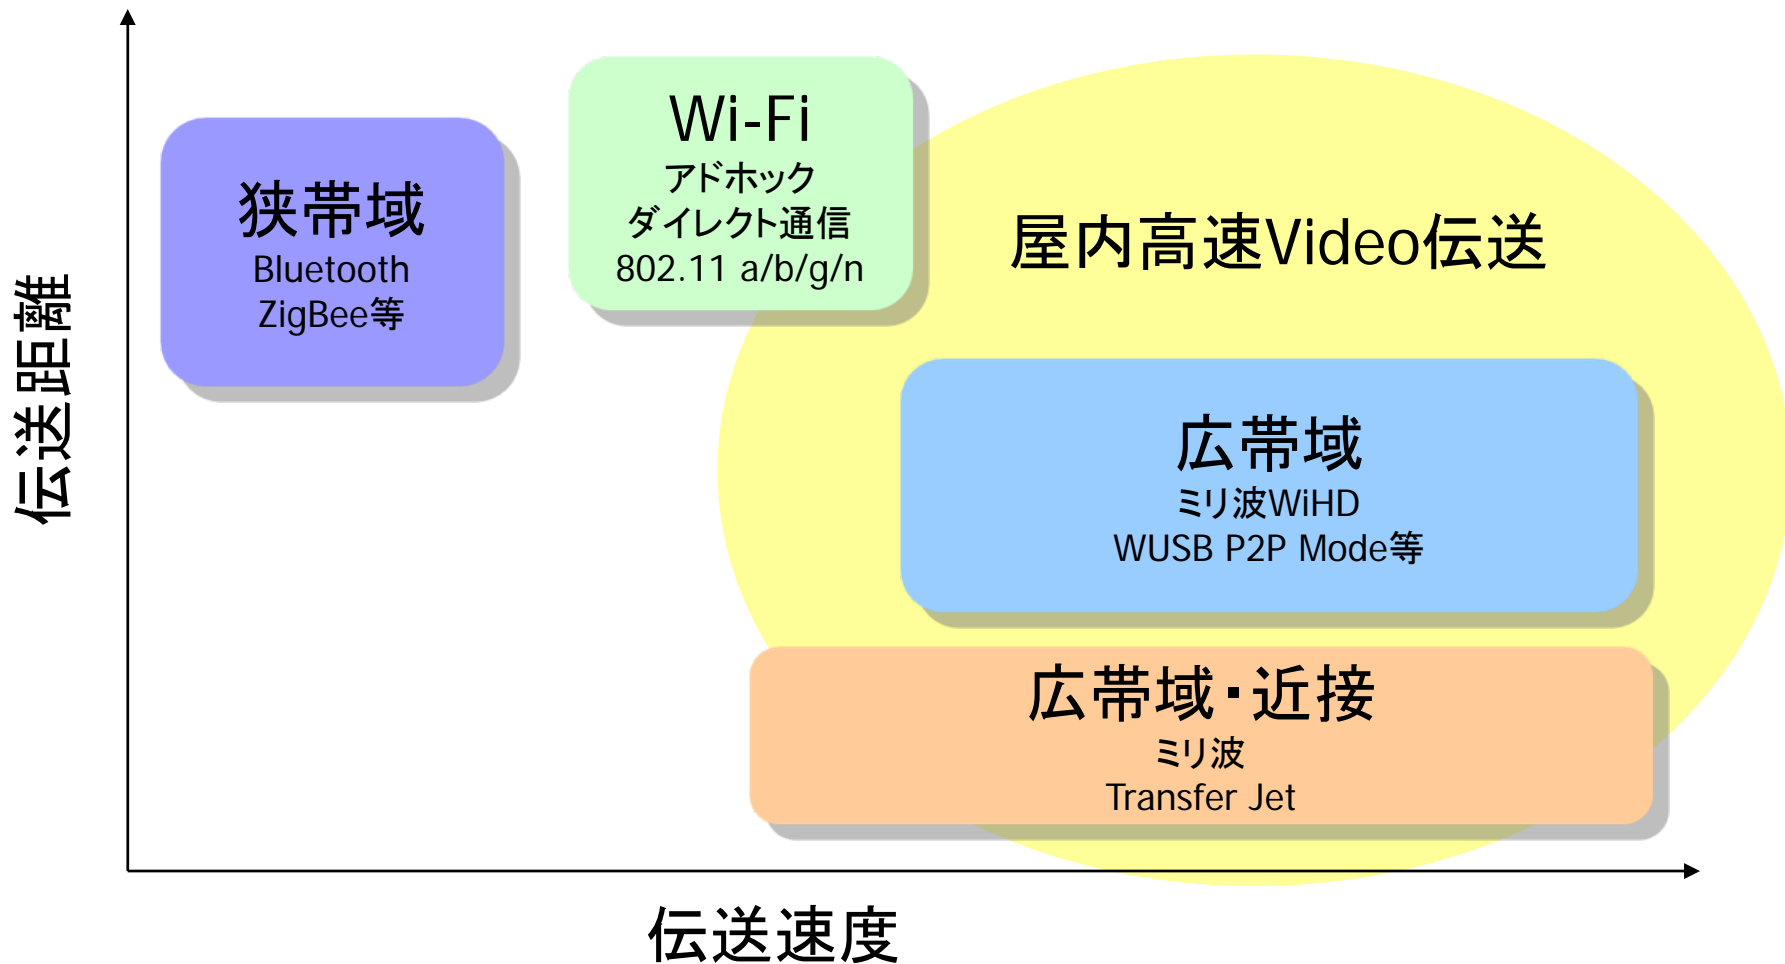 伝送距離
狭帯域
Bluetooth
ZigBee等
Wi-Fi
アドホック
ダイレクト通信
802.11 a/b/g/n
屋内高速Video伝送
広帯域
ミリ波WiHD
WUSB P2P Mode等
広帯域・近接
ミリ波
Transfer Jet
伝送速度